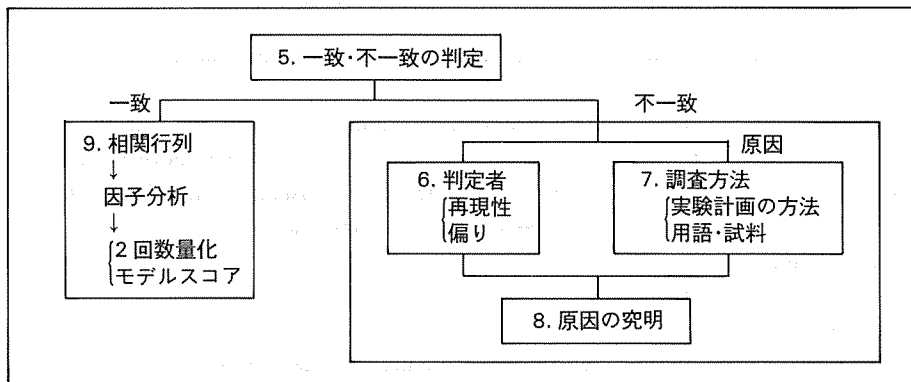 5. 一致・不一致の判定
一致
不一致
9. 相関行列
↓
因子分析
↓
2回数量化
モデルスコア
原因
6. 判定者
再現性
偏り
7. 調査方法
実験計画の方法
用語・試料
8. 原因の究明